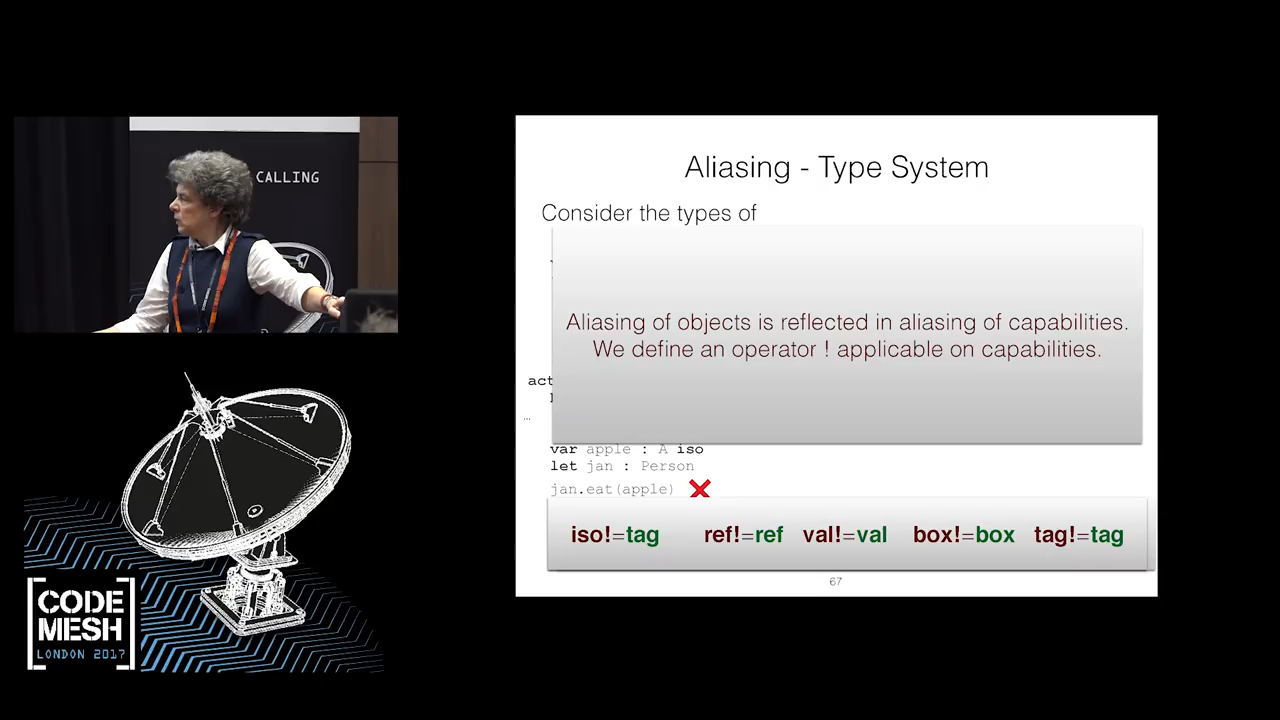 CALLING
Aliasing - Type System
Consider the types of
Aliasing of objects is reflected in aliasing of capabilities.
We define an operator ! applicable on capabilities.
act
…
var apple : A iso
let jan : Person
jan.eat(apple)
iso!=tag ref!=ref val!=val box!=box tag!=tag
67
CODE
MESH
LONDON 2017